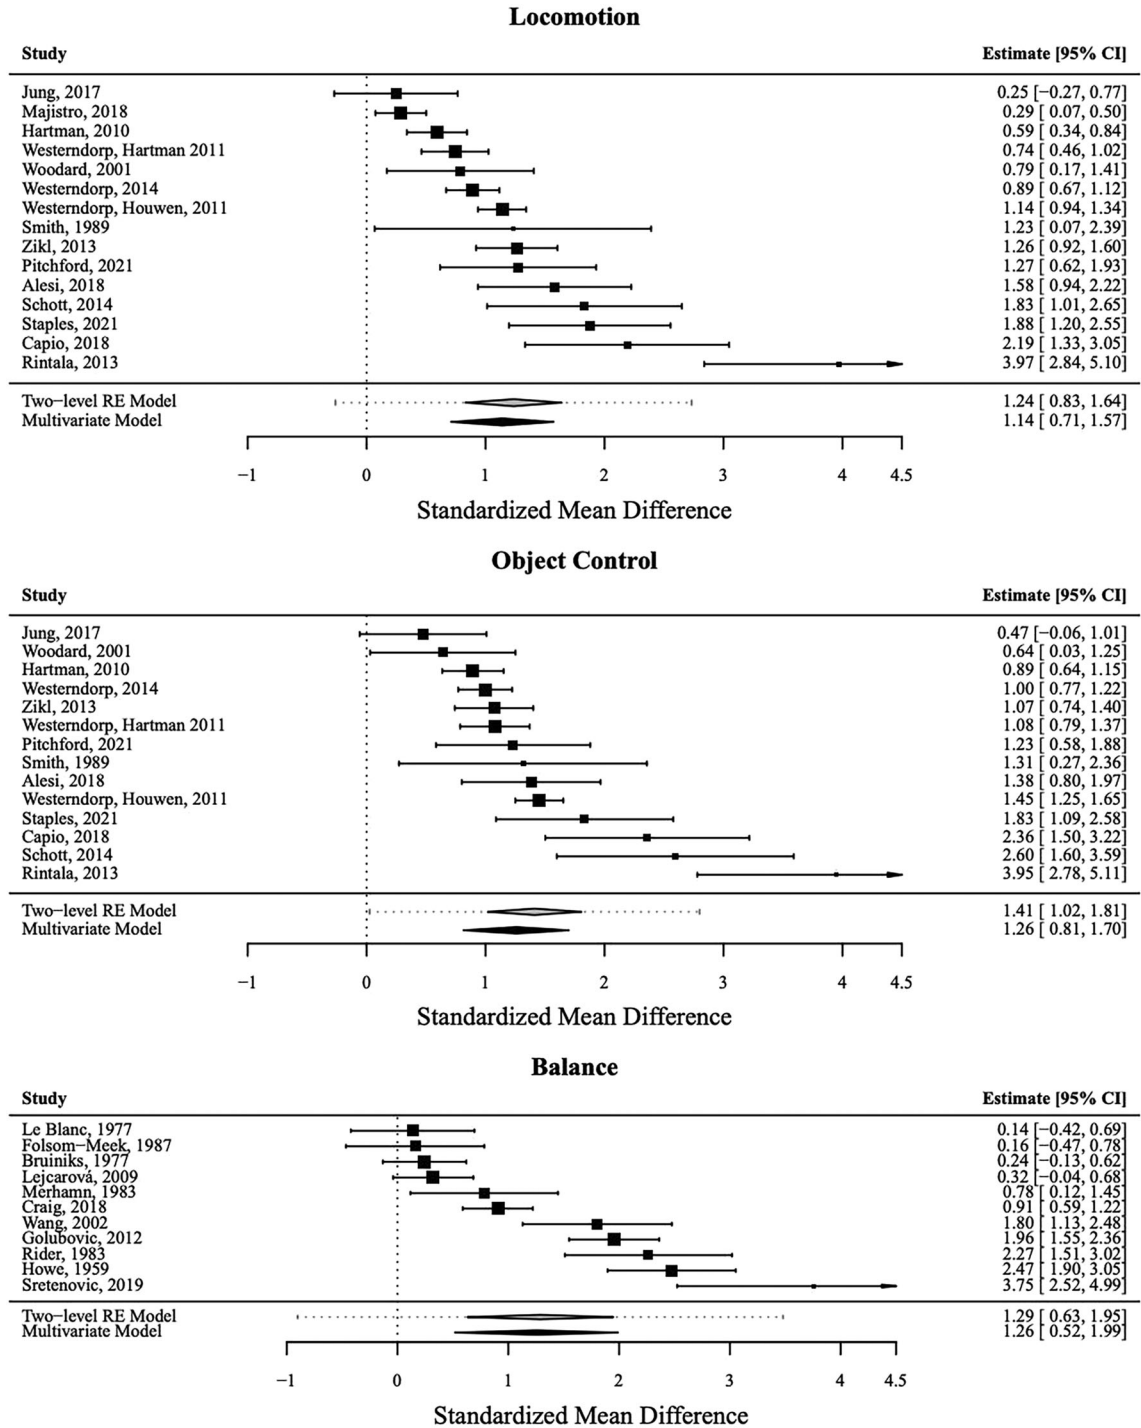 Locomotion
Study Estimate [95% CI]
Jung, 2017 0.25 [−0.27, 0.77]
Majistro, 2018 0.29 [ 0.07, 0.50]
Hartman, 2010 0.59 [ 0.34, 0.84]
Westerndorp, Hartman 2011 0.74 [ 0.46, 1.02]
Woodard, 2001 0.79 [ 0.17, 1.41]
Westerndorp, 2014 0.89 [ 0.67, 1.12]
Westerndorp, Houwen, 2011 1.14 [ 0.94, 1.34]
Smith, 1989 1.23 [ 0.07, 2.39]
Zikl, 2013 1.26 [ 0.92, 1.60]
Pitchford, 2021 1.27 [ 0.62, 1.93]
Alesi, 2018 1.58 [ 0.94, 2.22]
Schott, 2014 1.83 [ 1.01, 2.65]
Staples, 2021 1.88 [ 1.20, 2.55]
Capio, 2018 2.19 [ 1.33, 3.05]
Rintala, 2013 3.97 [ 2.84, 5.10]
Two−level RE Model 1.24 [ 0.83, 1.64]
Multivariate Model 1.14 [ 0.71, 1.57]
−1 0 1 2 3 4 4.5
Standardized Mean Difference
Object Control
Study Estimate [95% CI]
Jung, 2017 0.47 [−0.06, 1.01]
Woodard, 2001 0.64 [ 0.03, 1.25]
Hartman, 2010 0.89 [ 0.64, 1.15]
Westerndorp, 2014 1.00 [ 0.77, 1.22]
Zikl, 2013 1.07 [ 0.74, 1.40]
Westerndorp, Hartman 2011 1.08 [ 0.79, 1.37]
Pitchford, 2021 1.23 [ 0.58, 1.88]
Smith, 1989 1.31 [ 0.27, 2.36]
Alesi, 2018 1.38 [ 0.80, 1.97]
Westerndorp, Houwen, 2011 1.45 [ 1.25, 1.65]
Staples, 2021 1.83 [ 1.09, 2.58]
Capio, 2018 2.36 [ 1.50, 3.22]
Schott, 2014 2.60 [ 1.60, 3.59]
Rintala, 2013 3.95 [ 2.78, 5.11]
Two−level RE Model 1.41 [ 1.02, 1.81]
Multivariate Model 1.26 [ 0.81, 1.70]
−1 0 1 2 3 4 4.5
Standardized Mean Difference
Balance
Study Estimate [95% CI]
Le Blanc, 1977 0.14 [−0.42, 0.69]
Folsom−Meek, 1987 0.16 [−0.47, 0.78]
Bruiniks, 1977 0.24 [−0.13, 0.62]
Lejcarová, 2009 0.32 [−0.04, 0.68]
Merhamn, 1983 0.78 [ 0.12, 1.45]
Craig, 2018 0.91 [ 0.59, 1.22]
Wang, 2002 1.80 [ 1.13, 2.48]
Golubovic, 2012 1.96 [ 1.55, 2.36]
Rider, 1983 2.27 [ 1.51, 3.02]
Howe, 1959 2.47 [ 1.90, 3.05]
Sretenovic, 2019 3.75 [ 2.52, 4.99]
Two−level RE Model 1.29 [ 0.63, 1.95]
Multivariate Model 1.26 [ 0.52, 1.99]
−1 0 1 2 3 4 4.5
Standardized Mean Difference